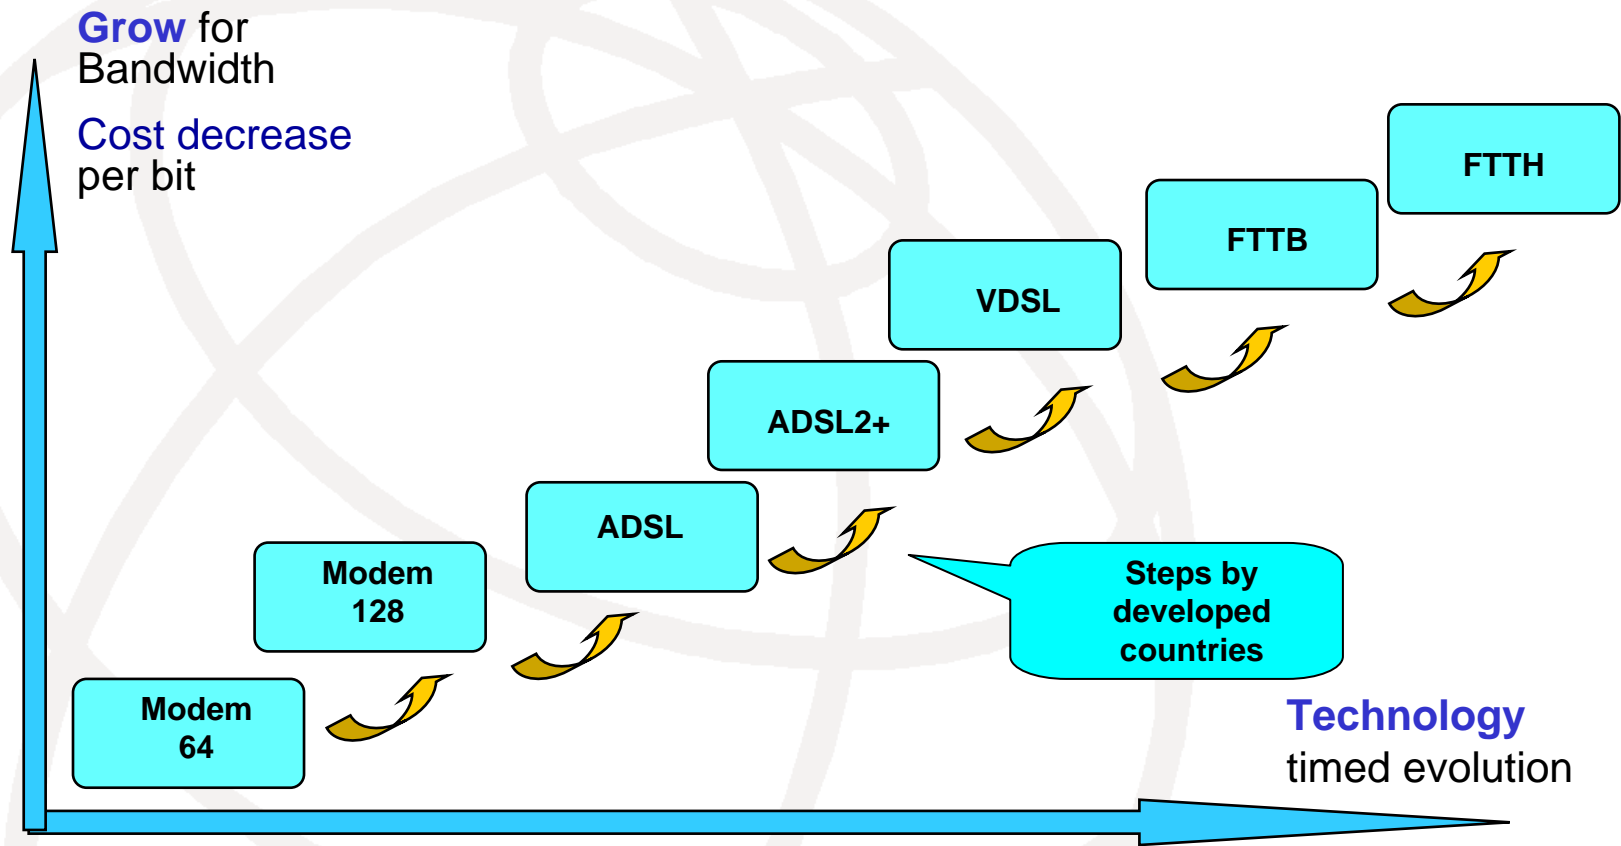 Grow for
Bandwidth
Cost decrease
per bit
FTTH
FTTB
VDSL
ADSL2+
ADSL
Modem
128
Modem
64
Steps by
developed
countries
Technology
timed evolution